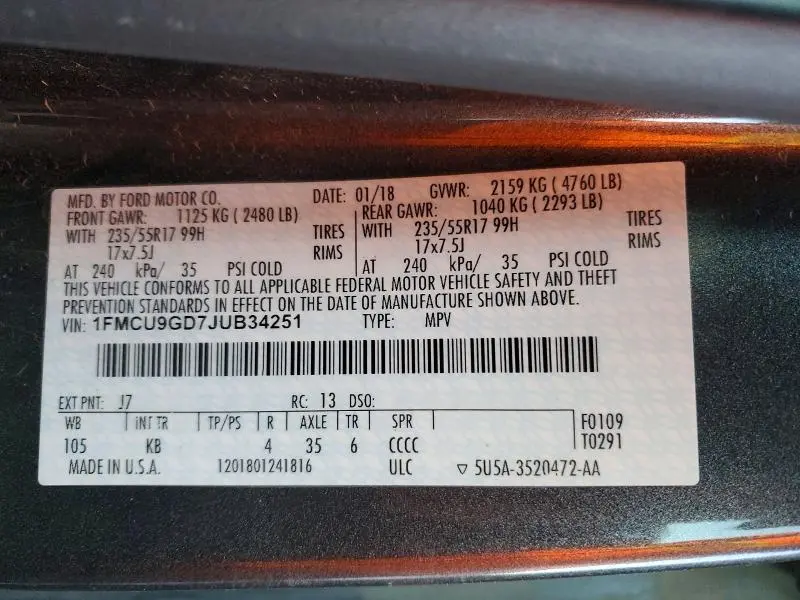 MFD. BY FORD MOTOR CO. DATE: 01/18 GVWR: 2159 KG ( 4760 LB)
FRONT GAWR: 1125 KG ( 2480 LB) REAR GAWR: 1040 KG ( 2293 LB)
WITH 235/55R17 99H TIRES WITH 235/55R17 99H TIRES
17x7.5J RIMS 17x7.5J RIMS
AT 240 kPa/ 35 PSI COLD AT 240 kPa/ 35 PSI COLD
THIS VEHICLE CONFORMS TO ALL APPLICABLE FEDERAL MOTOR VEHICLE SAFETY AND THEFT
PREVENTION STANDARDS IN EFFECT ON THE DATE OF MANUFACTURE SHOWN ABOVE.
VIN: 1FMCU9GD7JUB34251 TYPE: MPV
EXT PNT: J7 RC: 13 DSO:
WB INT TR TP/PS R AXLE TR SPR F0109
105 KB 4 35 6 CCCC T0291
MADE IN U.S.A. 1201801241816 ULC ▽ 5U5A-3520472-AA